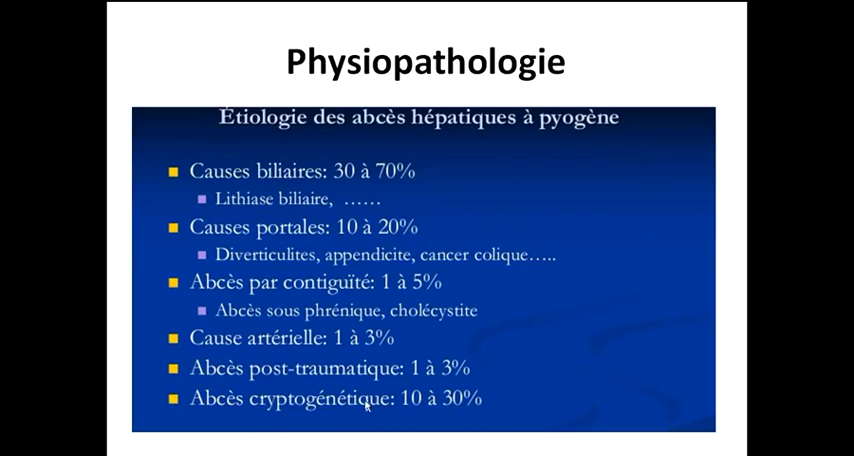 Physiopathologie
Étiologie des abcès hépatiques à pyogène
Causes biliaires: 30 à 70%
Lithiase biliaire, ……
Causes portales: 10 à 20%
Diverticulites, appendicite, cancer colique…..
Abcès par contiguïté: 1 à 5%
Abcès sous phrénique, cholécystite
Cause artérielle: 1 à 3%
Abcès post-traumatique: 1 à 3%
Abcès cryptogénétique: 10 à 30%